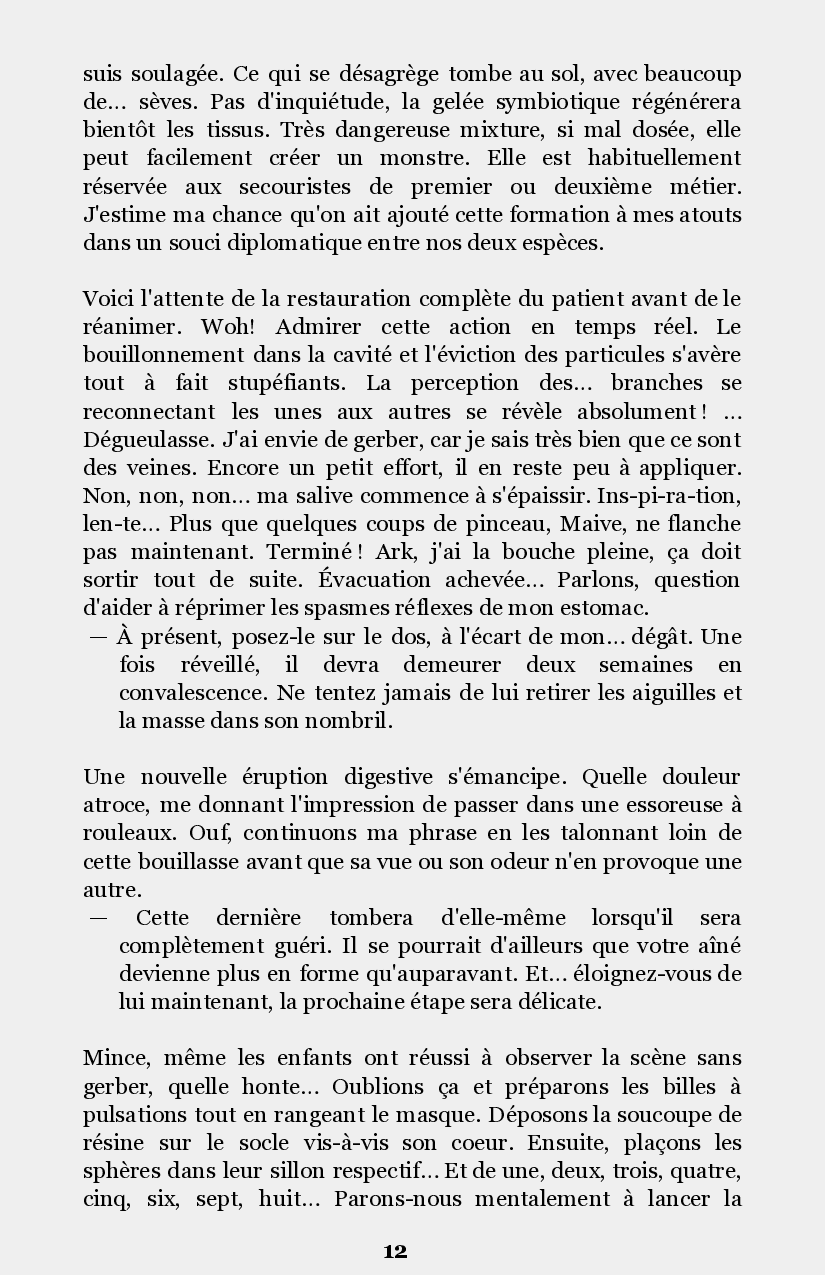 suis soulagée. Ce qui se désagrège tombe au sol, avec beaucoup
de... sèves. Pas d'inquiétude, la gelée symbiotique régénérera
bientôt les tissus. Très dangereuse mixture, si mal dosée, elle
peut facilement créer un monstre. Elle est habituellement
réservée aux secouristes de premier ou deuxième métier.
J'estime ma chance qu'on ait ajouté cette formation à mes atouts
dans un souci diplomatique entre nos deux espèces.
Voici l'attente de la restauration complète du patient avant de le
réanimer. Woh! Admirer cette action en temps réel. Le
bouillonnement dans la cavité et l'éviction des particules s'avère
tout à fait stupéfiants. La perception des... branches se
reconnectant les unes aux autres se révèle absolument ! ...
Dégueulasse. J'ai envie de gerber, car je sais très bien que ce sont
des veines. Encore un petit effort, il en reste peu à appliquer.
Non, non, non... ma salive commence à s'épaissir. Ins-pi-ra-tion,
len-te... Plus que quelques coups de pinceau, Maive, ne flanche
pas maintenant. Terminé ! Ark, j'ai la bouche pleine, ça doit
sortir tout de suite. Évacuation achevée... Parlons, question
d'aider à réprimer les spasmes réflexes de mon estomac.
— À présent, posez-le sur le dos, à l'écart de mon... dégât. Une
fois réveillé, il devra demeurer deux semaines en
convalescence. Ne tentez jamais de lui retirer les aiguilles et
la masse dans son nombril.
Une nouvelle éruption digestive s'émancipe. Quelle douleur
atroce, me donnant l'impression de passer dans une essoreuse à
rouleaux. Ouf, continuons ma phrase en les talonnant loin de
cette bouillasse avant que sa vue ou son odeur n'en provoque une
autre.
— Cette dernière tombera d'elle-même lorsqu'il sera
complètement guéri. Il se pourrait d'ailleurs que votre aîné
devienne plus en forme qu'auparavant. Et... éloignez-vous de
lui maintenant, la prochaine étape sera délicate.
Mince, même les enfants ont réussi à observer la scène sans
gerber, quelle honte... Oublions ça et préparons les billes à
pulsations tout en rangeant le masque. Déposons la soucoupe de
résine sur le socle vis-à-vis son coeur. Ensuite, plaçons les
sphères dans leur sillon respectif... Et de une, deux, trois, quatre,
cinq, six, sept, huit... Parons-nous mentalement à lancer la
12